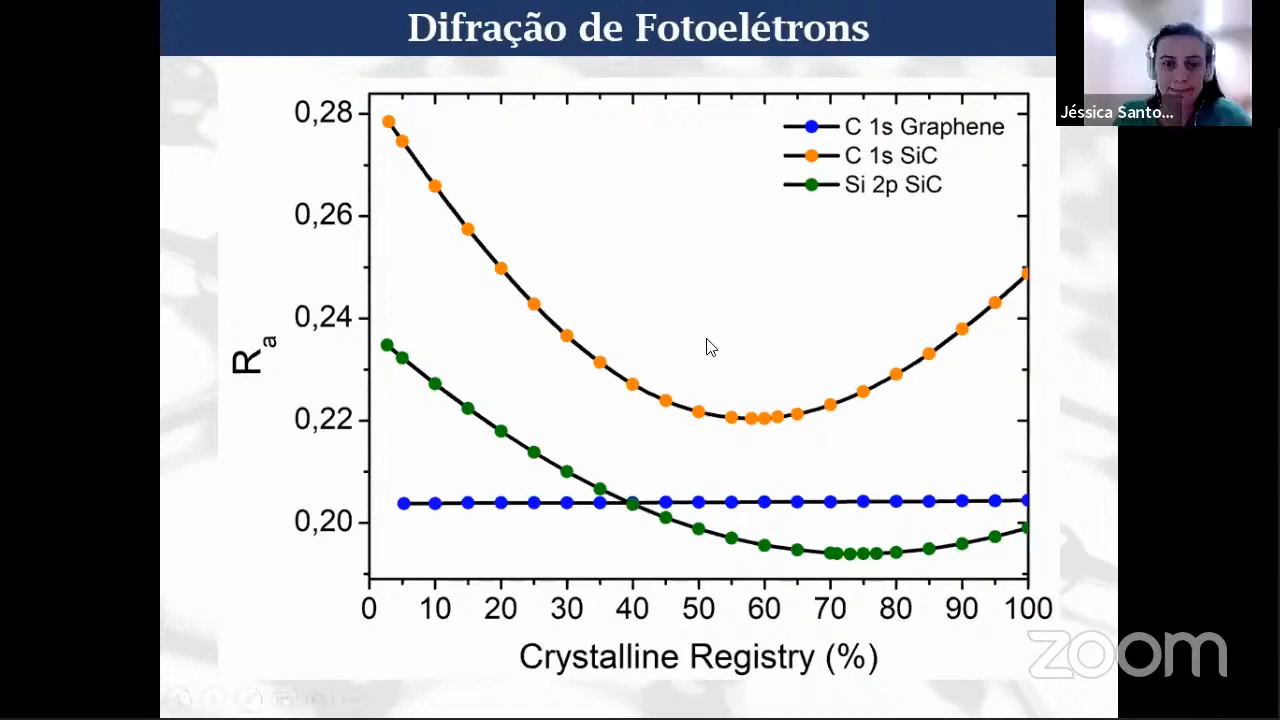 Difração de Fotoelétrons
Jéssica Santo...
C 1s Graphene
C 1s SiC
Si 2p SiC
0,28
0,26
0,24
0,22
0,20
Ra
0 10 20 30 40 50 60 70 80 90 100
Crystalline Registry (%)
zoom